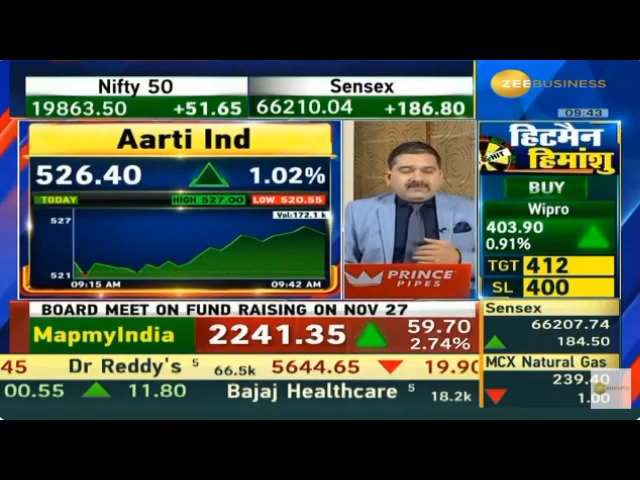 Nifty 50
19863.50 +51.65
Sensex
66210.04 +186.80
ZEEBUSINESS
09:43
Aarti Ind
526.40 1.02%
TODAY HIGH 527.00 LOW 520.55
Vol:172.1 k
527
521
09:15 AM 09:42 AM
PRINCE
PIPES
हिटमैन
HIT
हिमांशु
BUY
Wipro
403.90
0.91%
TGT 412
SL 400
BOARD MEET ON FUND RAISING ON NOV 27
MapmyIndia 2241.35 59.70
2.74%
Sensex
66207.74
184.50
MCX Natural Gas
239.40
1.00
45 Dr Reddy's 5 66.5k 5644.65 19.90
00.55 11.80 Bajaj Healthcare 5 18.2k